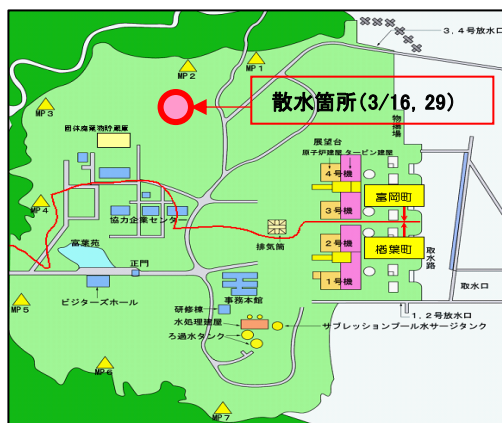 3,4号放水口
MP2
MP1
散水箇所(3/16, 29)
MP3
固体廃棄物貯蔵庫
物揚場
展望台
原子炉建屋 タービン建屋
4号機
MP4
協力企業センター
3号機
富岡町
排気筒
富葉苑
2号機
楢葉町
正門
取水路
1号機
取水口
MP5
ビジターズホール
事務本館
研修棟
1,2号放水口
水処理建屋
サプレッションプール水サージタンク
ろ過水タンク
MP6
MP7